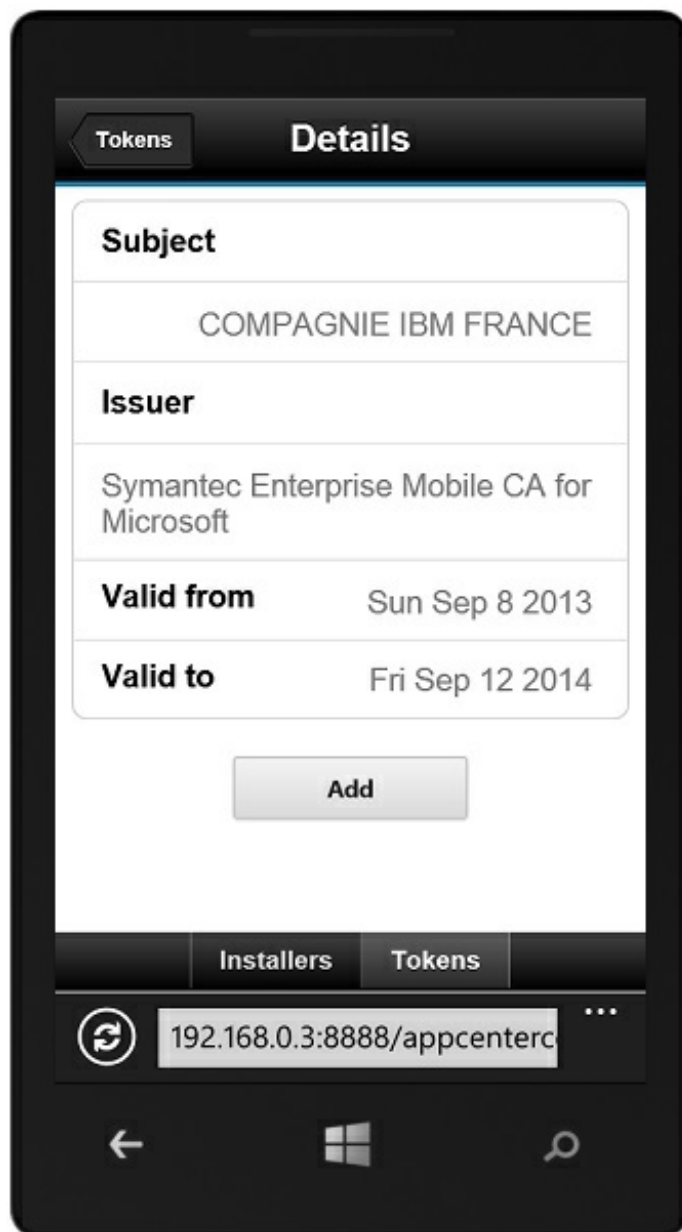 Tokens
Details
Subject
COMPAGNIE IBM FRANCE
Issuer
Symantec Enterprise Mobile CA for
Microsoft
Valid from Sun Sep 8 2013
Valid to Fri Sep 12 2014
Add
Installers Tokens
192.168.0.3:8888/appcenterc